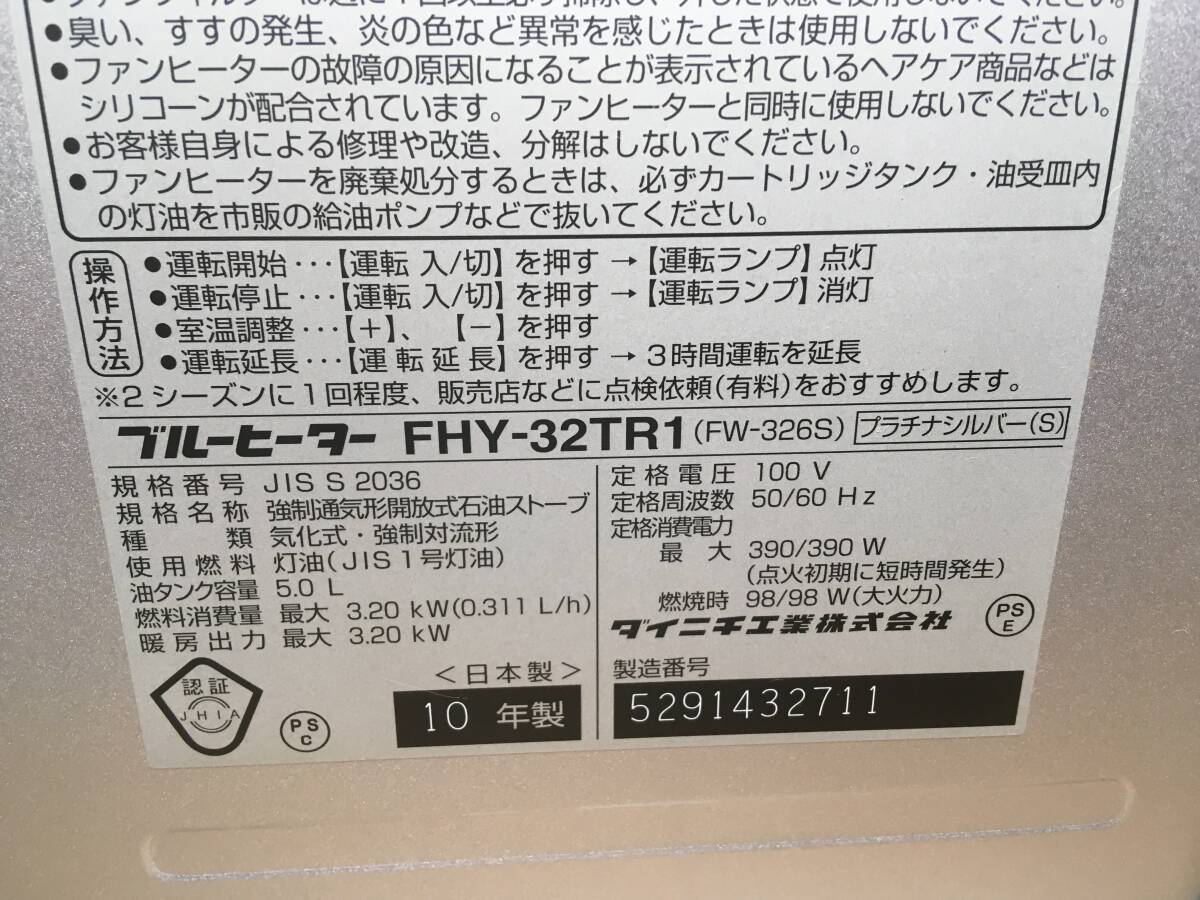 ●臭い、すすの発生、炎の色など異常を感じたときは使用しないでください。
●ファンヒーターの故障の原因になることが表示されているヘアケア商品などは
シリコーンが配合されています。ファンヒーターと同時に使用しないでください。
●お客様自身による修理や改造、分解はしないでください。
●ファンヒーターを廃棄処分するときは、必ずカートリッジタンク・油受皿内
の灯油を市販の給油ポンプなどで抜いてください。
操作方法
●運転開始･･･【運転 入/切】を押す → 【運転ランプ】点灯
●運転停止･･･【運転 入/切】を押す → 【運転ランプ】消灯
●室温調整･･･【＋】、【－】を押す
●運転延長･･･【運転延長】を押す → 3時間運転を延長
※2 シーズンに1回程度、販売店などに点検依頼(有料)をおすすめします。
ブルーヒーター FHY-32TR1 (FW-326S) プラチナシルバー(S)
規格番号 JIS S 2036
規格名称 強制通気形開放式石油ストーブ
種類 気化式・強制対流形
使用燃料 灯油(JIS1号灯油)
油タンク容量 5.0 L
燃料消費量 最大 3.20 kW(0.311 L/h)
暖房出力 最大 3.20 kW
定格電圧 100 V
定格周波数 50/60 Hz
定格消費電力
最大 390/390 W
(点火初期に短時間発生)
燃焼時 98/98 W(大火力)
ダイニチ工業株式会社
PS
E
認証
JHIA
PS
C
＜日本製＞
10 年製
製造番号
5291432711